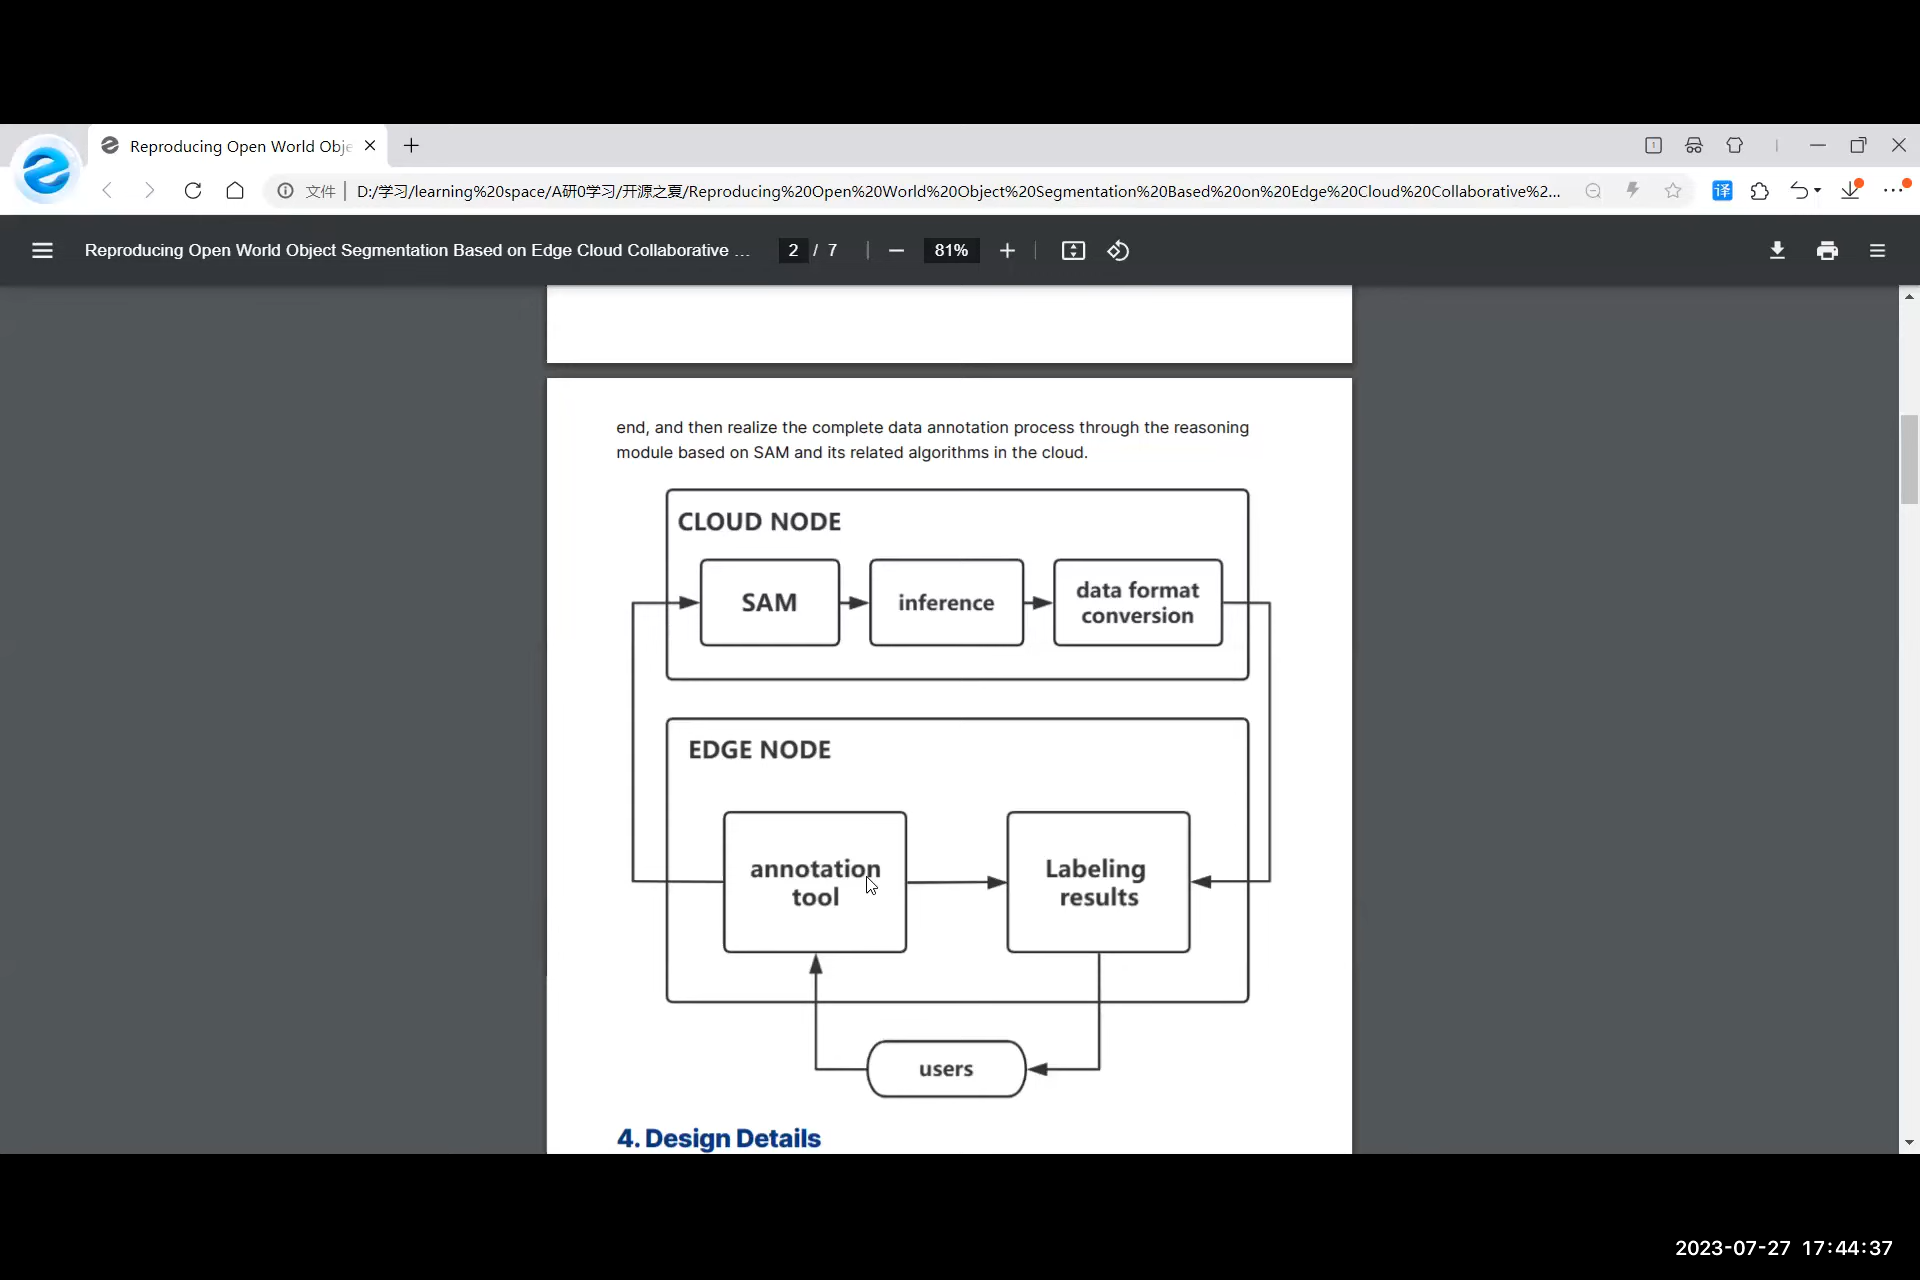 Reproducing Open World Obje
文件 D:/学习/learning%20space/A研0学习/开源之夏/Reproducing%20Open%20World%20Object%20Segmentation%20Based%20on%20Edge%20Cloud%20Collaborative%2...
译
Reproducing Open World Object Segmentation Based on Edge Cloud Collaborative ...
2 / 7
81%
end, and then realize the complete data annotation process through the reasoning
module based on SAM and its related algorithms in the cloud.
CLOUD NODE
SAM
inference
data format
conversion
EDGE NODE
annotation
tool
Labeling
results
users
4. Design Details
2023-07-27 17:44:37